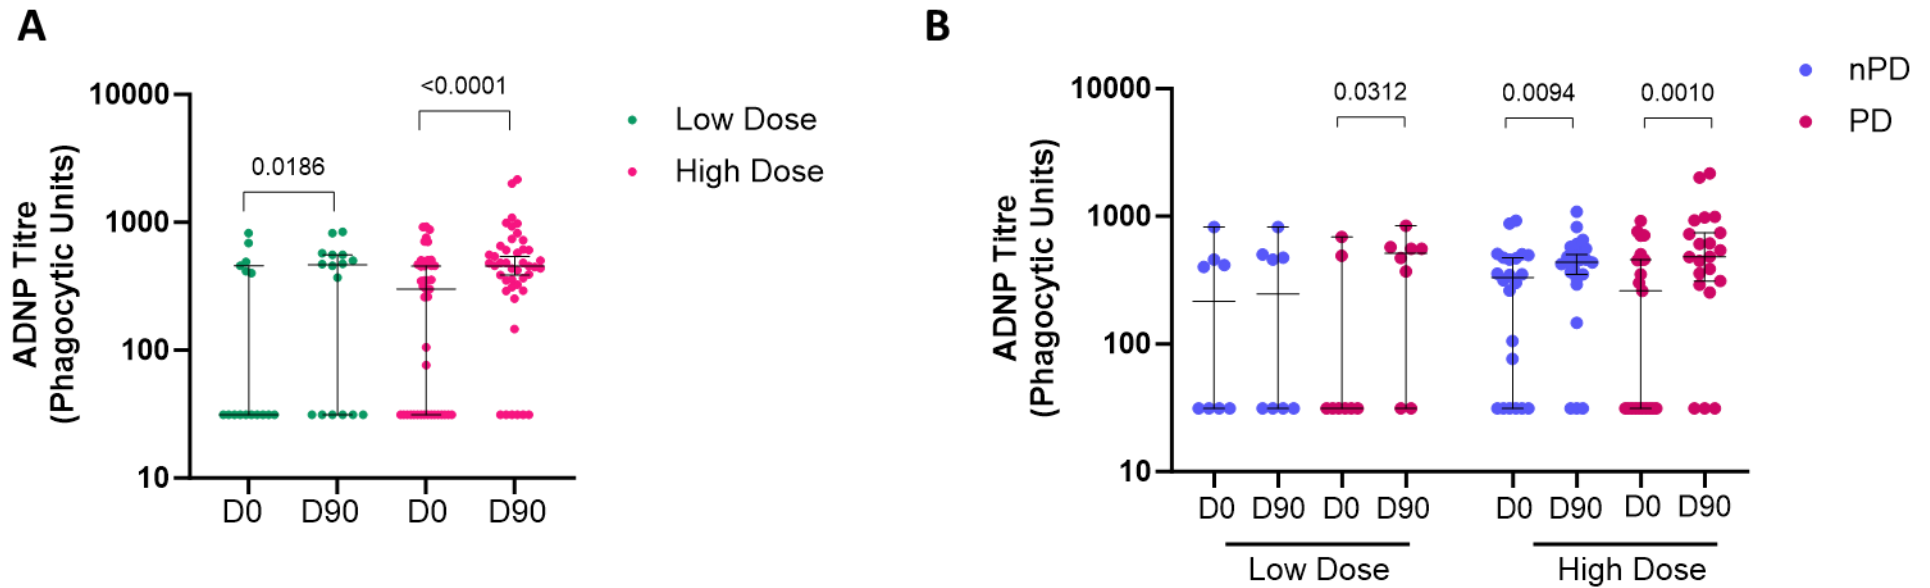 A
ADNP Titre
(Phagocytic Units)
10000
1000
100
10
0.0186
<0.0001
D0 D90 D0 D90
Low Dose
High Dose
B
ADNP Titre
(Phagocytic Units)
10000
1000
100
10
0.0312 0.0094 0.0010
D0 D90 D0 D90 D0 D90 D0 D90
Low Dose High Dose
nPD
PD